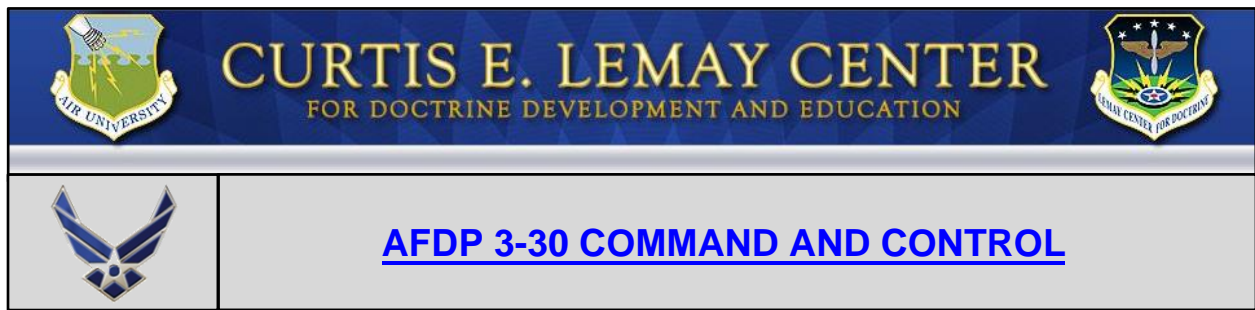 CURTIS E. LEMAY CENTER
FOR DOCTRINE DEVELOPMENT AND EDUCATION
AIR UNIVERSITY
LEMAY CENTER FOR DOCTRINE
AFDP 3-30 COMMAND AND CONTROL